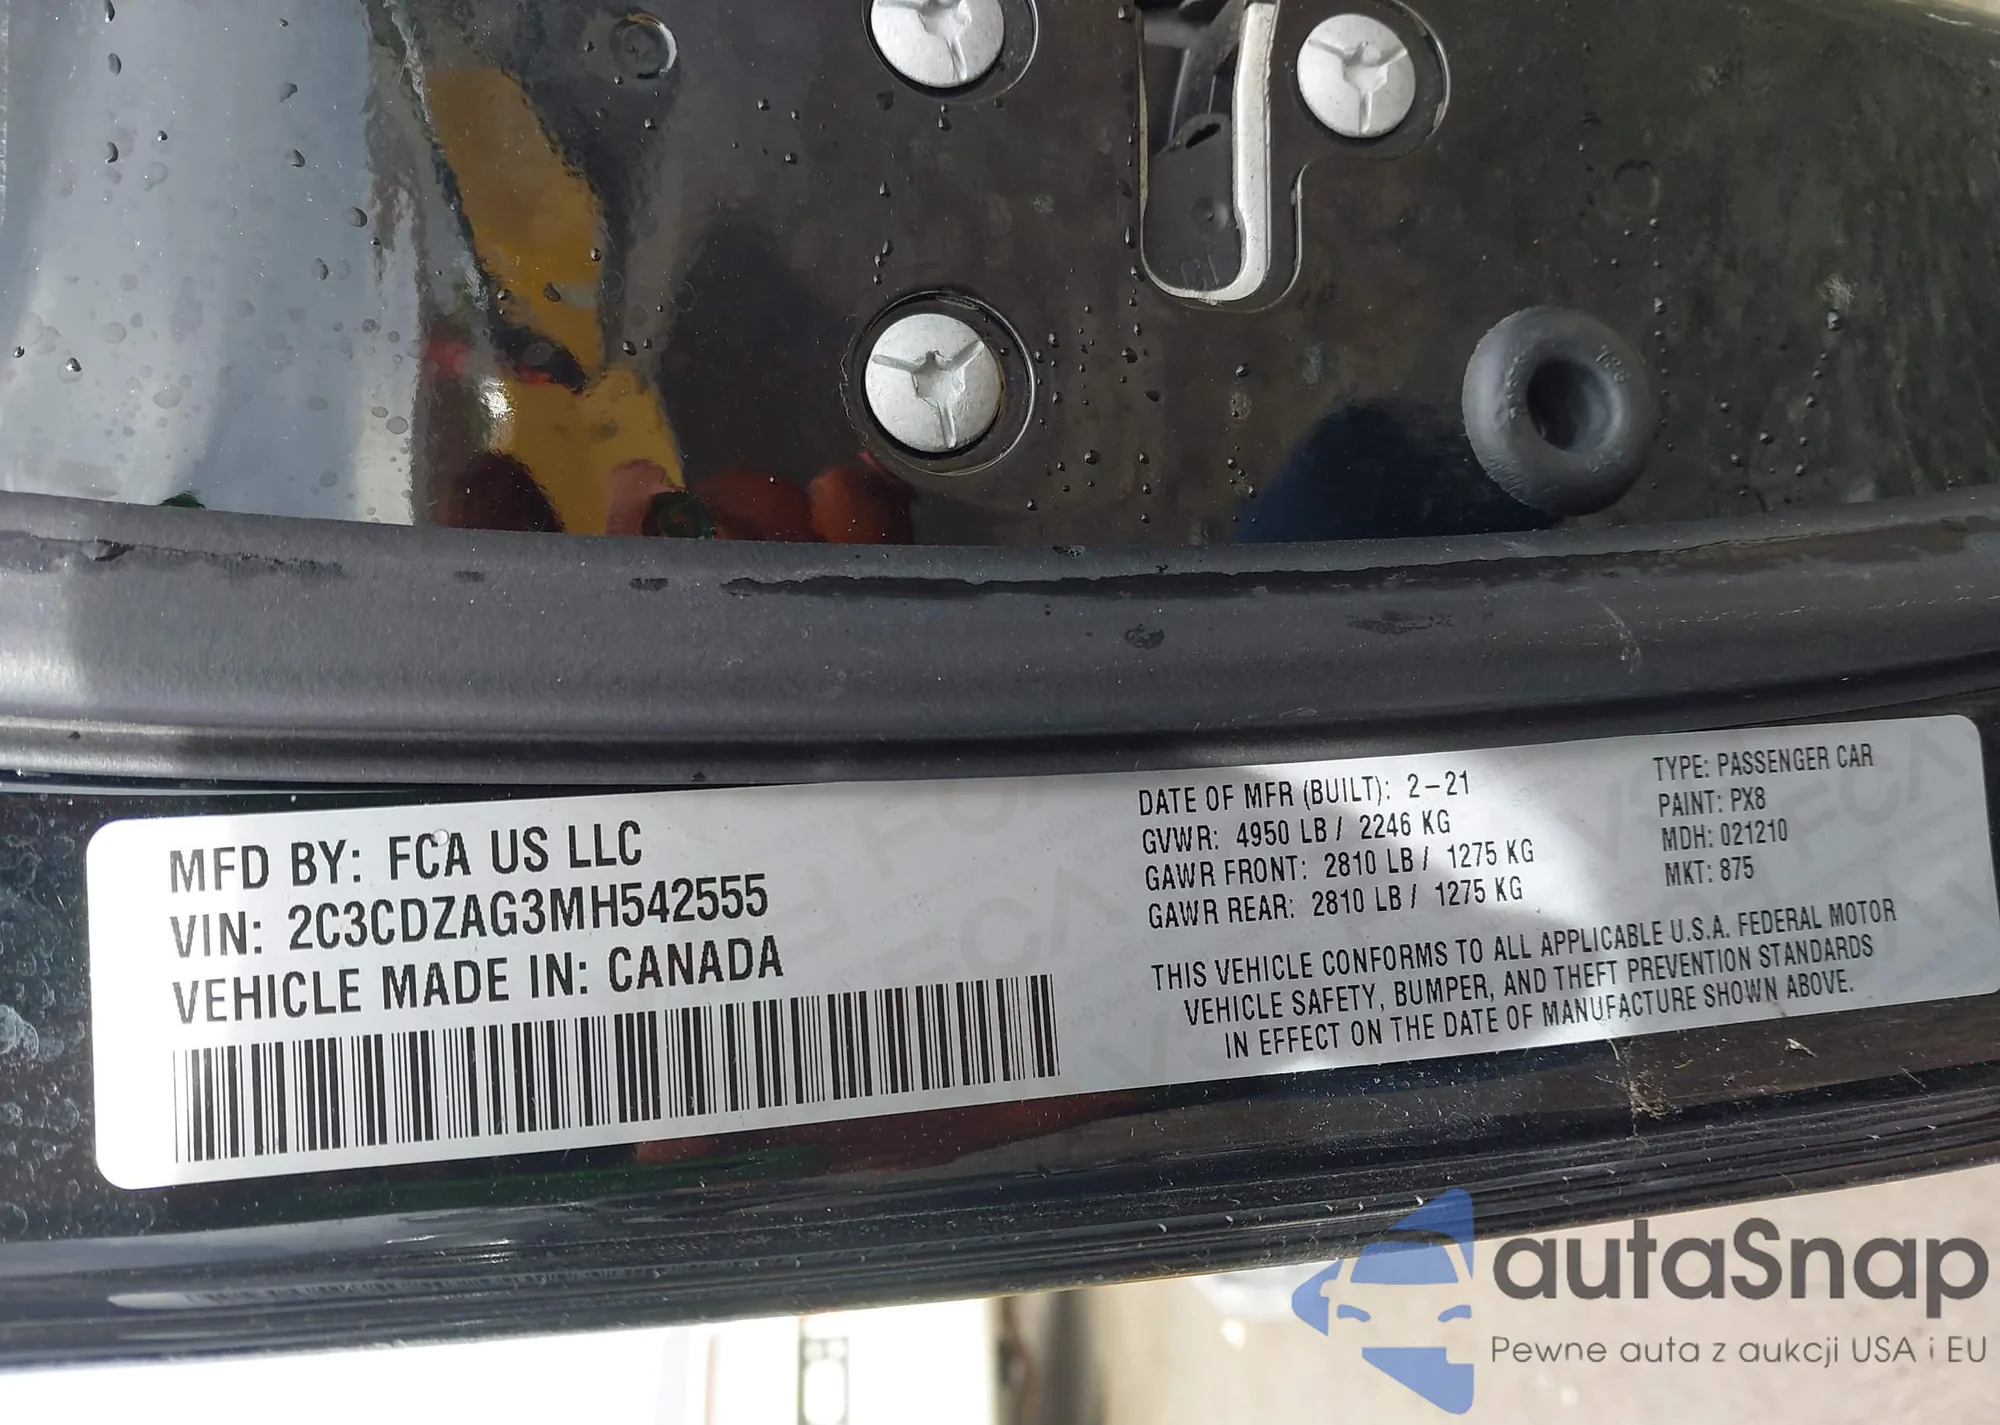 MFD BY: FCA US LLC
VIN: 2C3CDZAG3MH542555
VEHICLE MADE IN: CANADA
DATE OF MFR (BUILT): 2-21
GVWR: 4950 LB / 2246 KG
GAWR FRONT: 2810 LB / 1275 KG
GAWR REAR: 2810 LB / 1275 KG
TYPE: PASSENGER CAR
PAINT: PX8
MDH: 021210
MKT: 875
THIS VEHICLE CONFORMS TO ALL APPLICABLE U.S.A. FEDERAL MOTOR
VEHICLE SAFETY, BUMPER, AND THEFT PREVENTION STANDARDS
IN EFFECT ON THE DATE OF MANUFACTURE SHOWN ABOVE.
autaSnap
Pewne auta z aukcji USA i EU